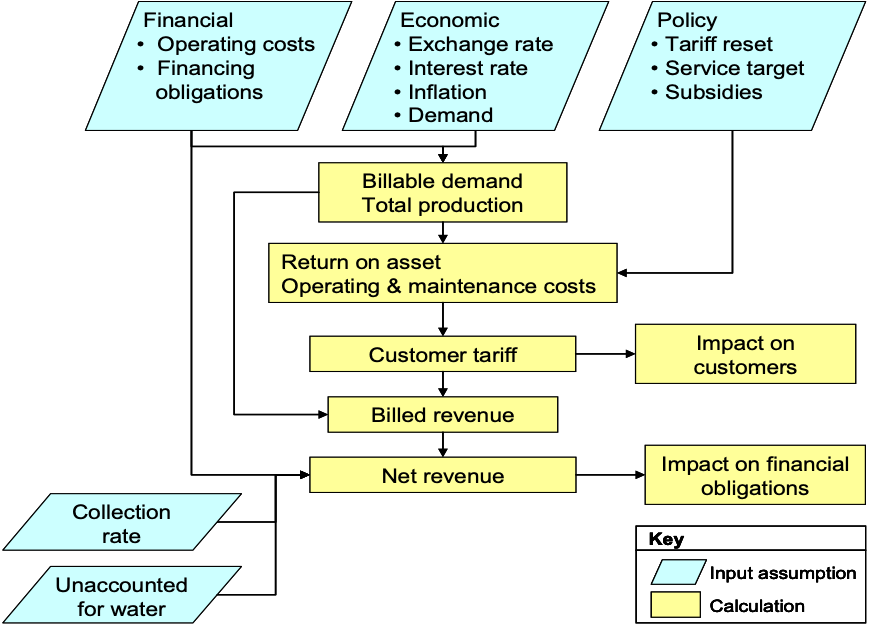 Financial
• Operating costs
• Financing
obligations
Economic
• Exchange rate
• Interest rate
• Inflation
• Demand
Policy
• Tariff reset
• Service target
• Subsidies
Billable demand
Total production
Return on asset
Operating & maintenance costs
Customer tariff
Impact on
customers
Billed revenue
Net revenue
Impact on financial
obligations
Collection
rate
Unaccounted
for water
Key
Input assumption
Calculation